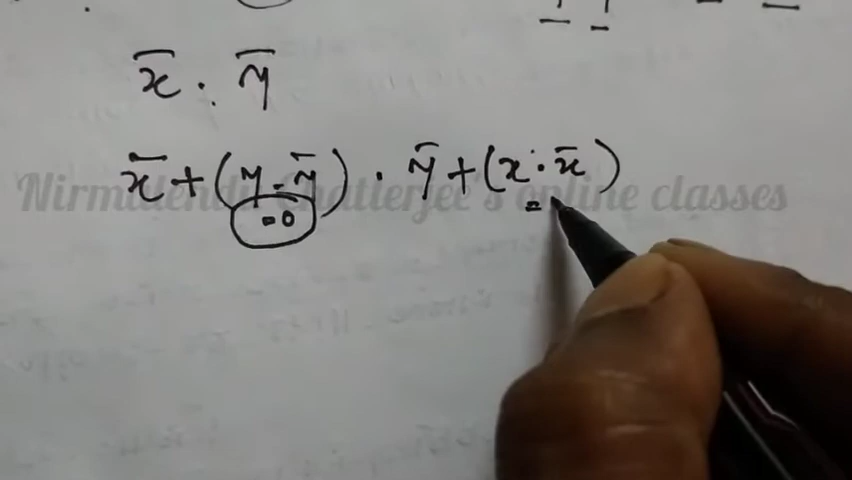 x̅ . y̅
x̅ + (y . y̅) . y̅ + (x . x̅)
Nirmalendu Chatterjee's online classes
=0 =